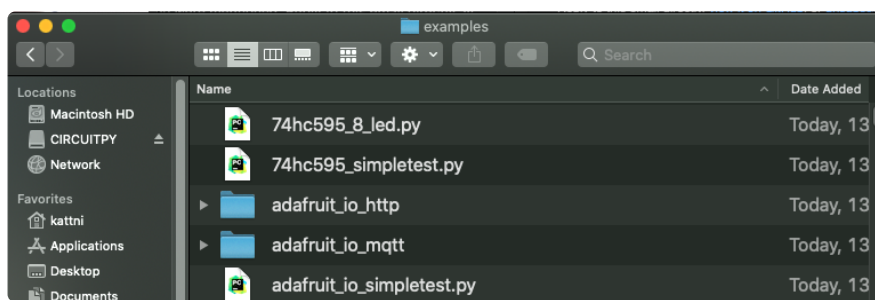 examples
Search
Locations
Macintosh HD
CIRCUITPY
Network
Favorites
kattni
Applications
Desktop
Documents
Name
Date Added
74hc595_8_led.py
Today, 13
74hc595_simpletest.py
Today, 13
adafruit_io_http
Today, 13
adafruit_io_mqtt
Today, 13
adafruit_io_simpletest.py
Today, 13